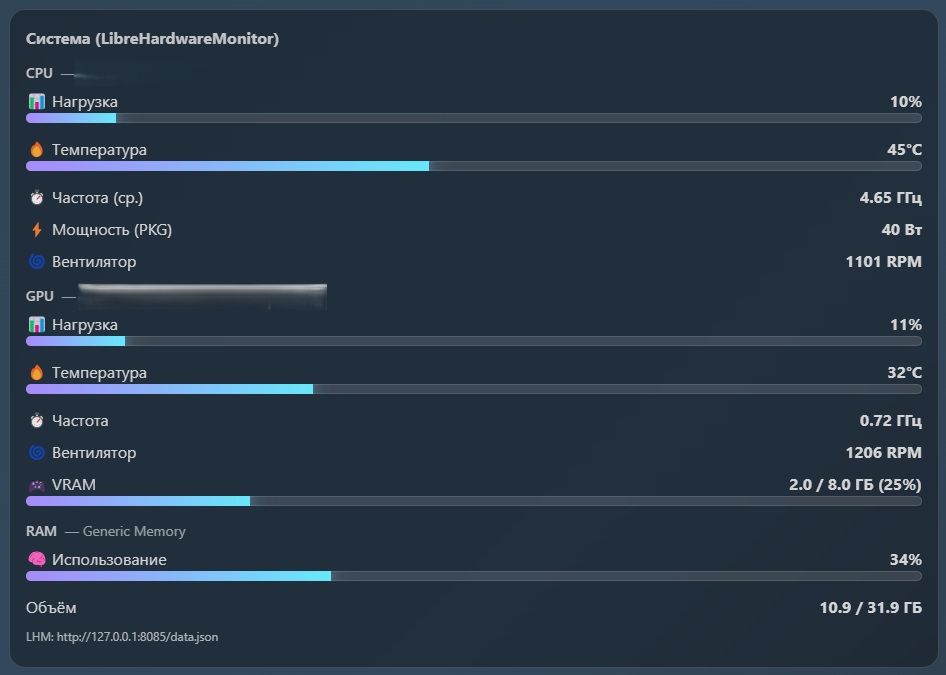 Система (LibreHardwareMonitor)
CPU —
Нагрузка 10%
Температура 45°C
Частота (ср.) 4.65 ГГц
Мощность (PKG) 40 Вт
Вентилятор 1101 RPM
GPU —
Нагрузка 11%
Температура 32°C
Частота 0.72 ГГц
Вентилятор 1206 RPM
VRAM 2.0 / 8.0 ГБ (25%)
RAM — Generic Memory
Использование 34%
Объём 10.9 / 31.9 ГБ
LHM: http://127.0.0.1:8085/data.json